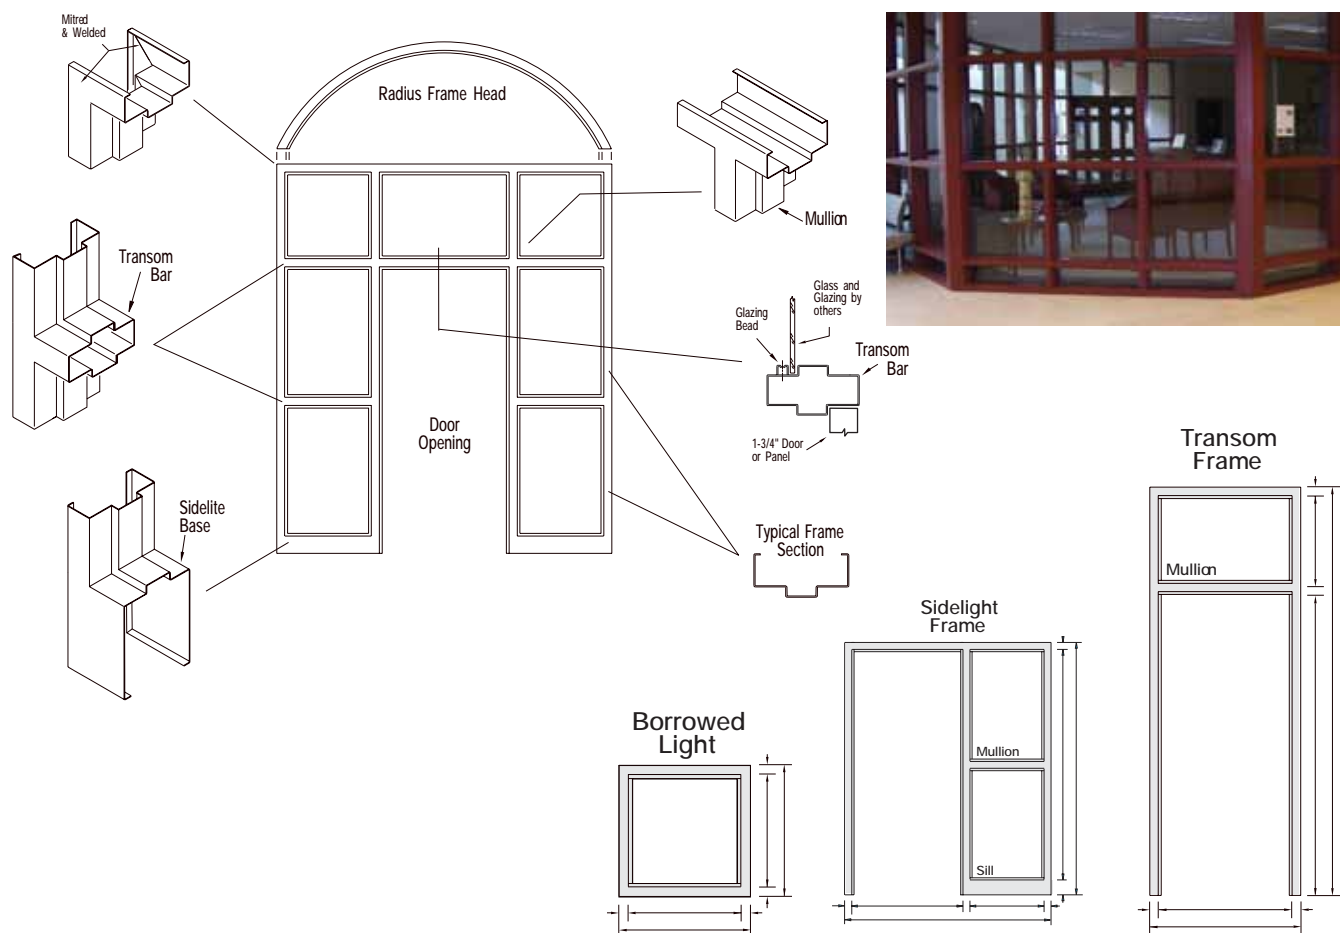 Mitred
& Welded
Radius Frame Head
Mullion
Transom
Bar
Glass and
Glazing by
others
Glazing
Bead
Transom
Bar
1-3/4" Door
or Panel
Door
Opening
Sidelite
Base
Typical Frame
Section
Transom
Frame
Mullion
Sidelight
Frame
Mullion
Sill
Borrowed
Light